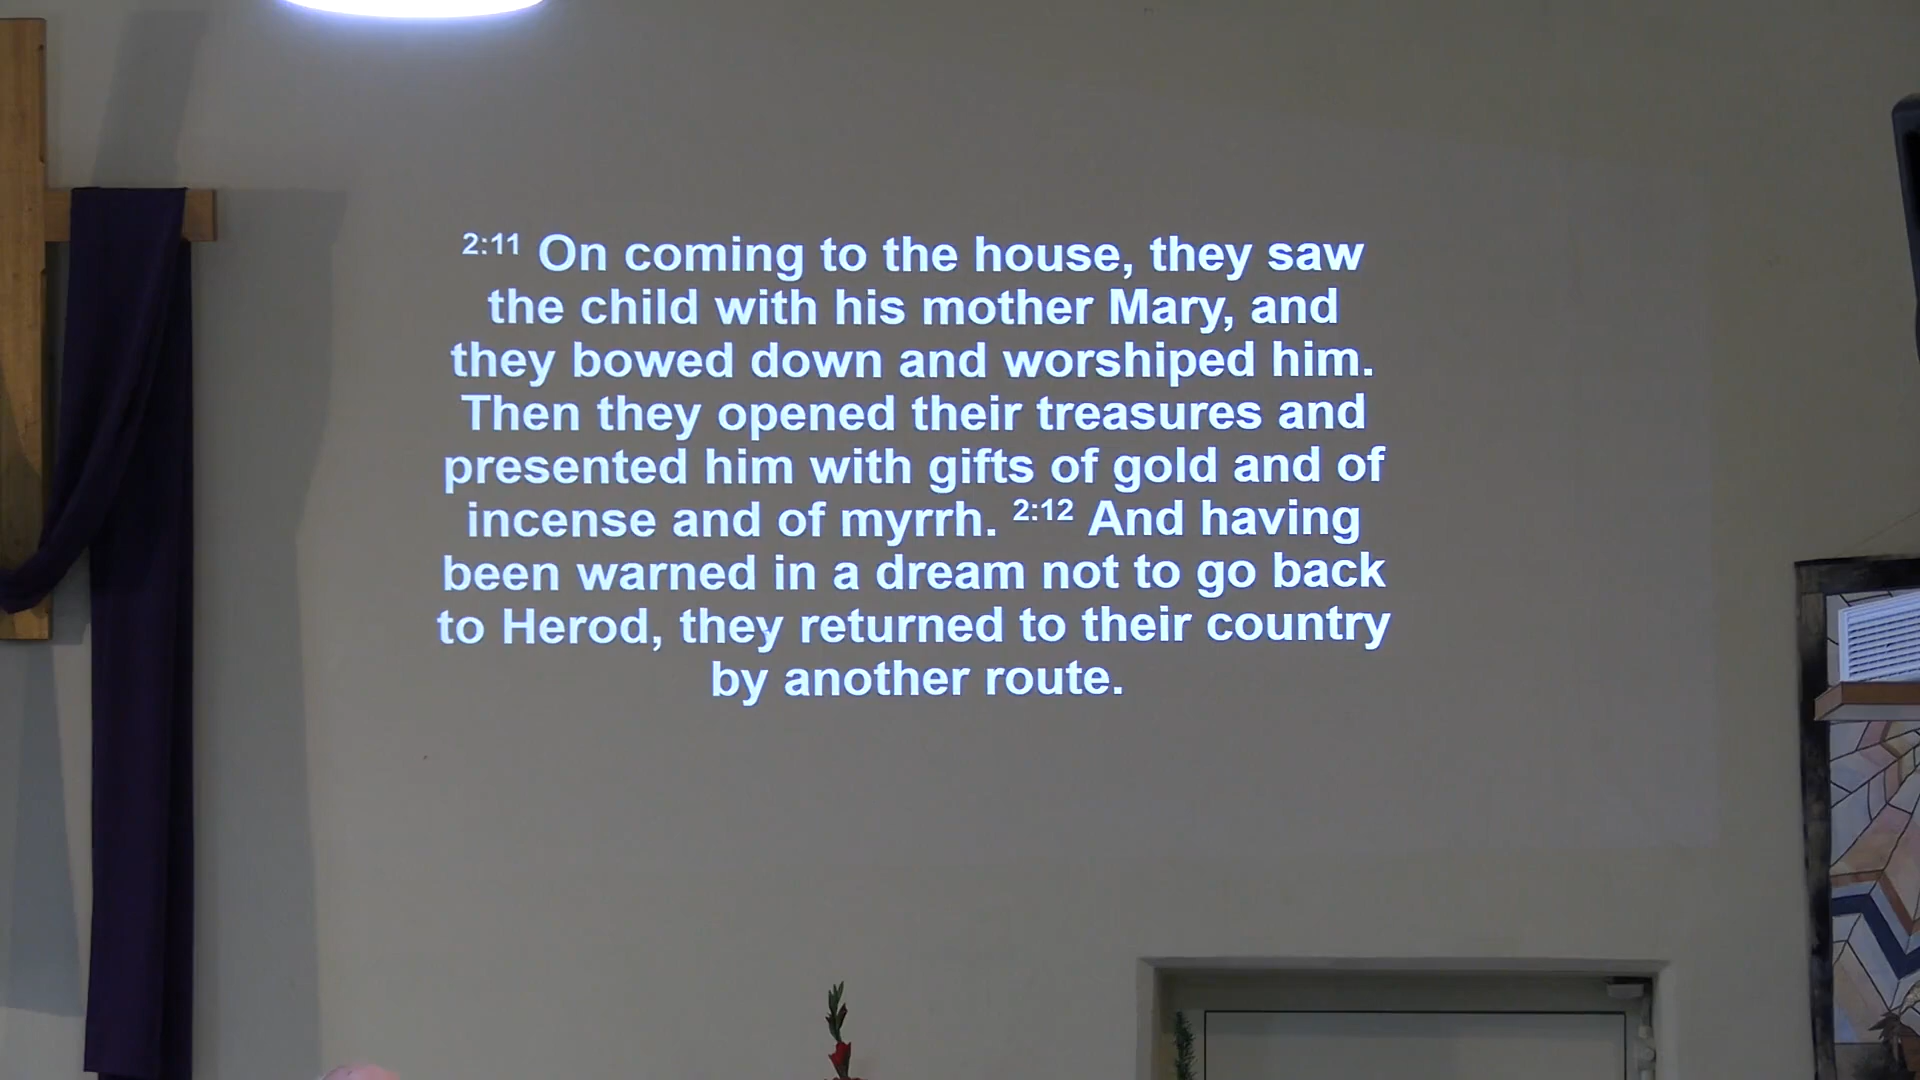 2:11 On coming to the house, they saw
the child with his mother Mary, and
they bowed down and worshiped him.
Then they opened their treasures and
presented him with gifts of gold and of
incense and of myrrh. 2:12 And having
been warned in a dream not to go back
to Herod, they returned to their country
by another route.